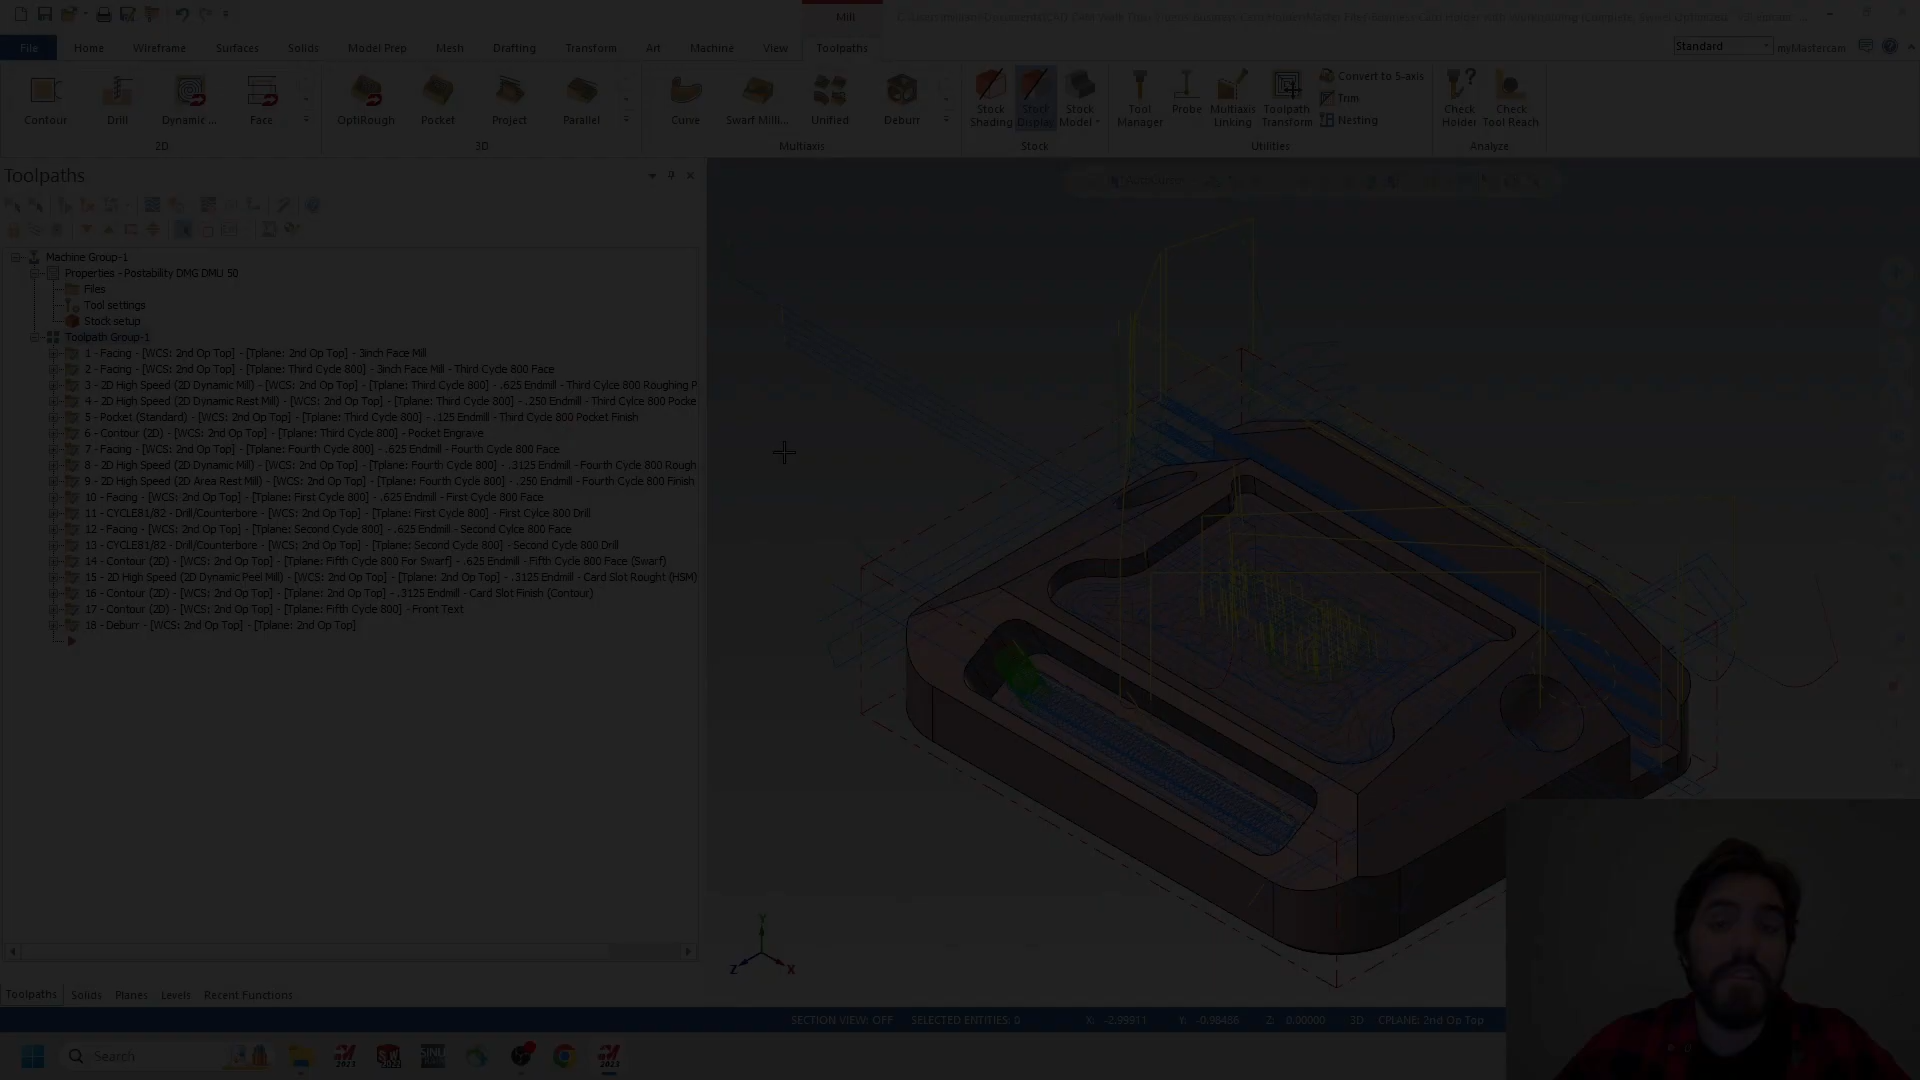 Mill
File Home Wireframe Surfaces Solids Model Prep Mesh Drafting Transform Art Machine View Toolpaths
Standard myMastercam
Contour Drill Dynamic ... Face
2D
OptiRough Pocket Project Parallel
3D
Curve Swarf Milli... Unified Deburr
Multiaxis
Stock Shading Stock Display Stock Model
Stock
Tool Manager Probe Multiaxis Linking Toolpath Transform
Convert to 5-axis
Trim
Nesting
Utilities
Check Holder Check Tool Reach
Analyze
Toolpaths
Machine Group-1
Properties - Postability DMG DMU 50
Files
Tool settings
Stock setup
Toolpath Group-1
1 - Facing - [WCS: 2nd Op Top] - [Tplane: 2nd Op Top] - 3inch Face Mill
2 - Facing - [WCS: 2nd Op Top] - [Tplane: Third Cycle 800] - 3inch Face Mill - Third Cycle 800 Face
3 - 2D High Speed (2D Dynamic Mill) - [WCS: 2nd Op Top] - [Tplane: Third Cycle 800] - .625 Endmill - Third Cylce 800 Roughing P
4 - 2D High Speed (2D Dynamic Rest Mill) - [WCS: 2nd Op Top] - [Tplane: Third Cycle 800] - .250 Endmill - Third Cylce 800 Pocke
5 - Pocket (Standard) - [WCS: 2nd Op Top] - [Tplane: Third Cycle 800] - .125 Endmill - Third Cycle 800 Pocket Finish
6 - Contour (2D) - [WCS: 2nd Op Top] - [Tplane: Third Cycle 800] - Pocket Engrave
7 - Facing - [WCS: 2nd Op Top] - [Tplane: Fourth Cycle 800] - .625 Endmill - Fourth Cycle 800 Face
8 - 2D High Speed (2D Dynamic Mill) - [WCS: 2nd Op Top] - [Tplane: Fourth Cycle 800] - .3125 Endmill - Fourth Cycle 800 Rough
9 - 2D High Speed (2D Area Rest Mill) - [WCS: 2nd Op Top] - [Tplane: Fourth Cycle 800] - .250 Endmill - Fourth Cycle 800 Finish
10 - Facing - [WCS: 2nd Op Top] - [Tplane: First Cycle 800] - .625 Endmill - First Cycle 800 Face
11 - CYCLE81/82 - Drill/Counterbore - [WCS: 2nd Op Top] - [Tplane: First Cycle 800] - First Cylce 800 Drill
12 - Facing - [WCS: 2nd Op Top] - [Tplane: Second Cycle 800] - .625 Endmill - Second Cylce 800 Face
13 - CYCLE81/82 - Drill/Counterbore - [WCS: 2nd Op Top] - [Tplane: Second Cycle 800] - Second Cycle 800 Drill
14 - Contour (2D) - [WCS: 2nd Op Top] - [Tplane: Fifth Cycle 800 For Swarf] - .625 Endmill - Fifth Cycle 800 Face (Swarf)
15 - 2D High Speed (2D Dynamic Peel Mill) - [WCS: 2nd Op Top] - [Tplane: 2nd Op Top] - .3125 Endmill - Card Slot Rought (HSM)
16 - Contour (2D) - [WCS: 2nd Op Top] - [Tplane: 2nd Op Top] - .3125 Endmill - Card Slot Finish (Contour)
17 - Contour (2D) - [WCS: 2nd Op Top] - [Tplane: Fifth Cycle 800] - Front Text
18 - Deburr - [WCS: 2nd Op Top] - [Tplane: 2nd Op Top]
Y
Z X
Toolpaths Solids Planes Levels Recent Functions
SECTION VIEW: OFF SELECTED ENTITIES: 0 X: -2.99911 Y: -0.98486 Z: 0.00000 3D CPLANE: 2nd Op Top
Search